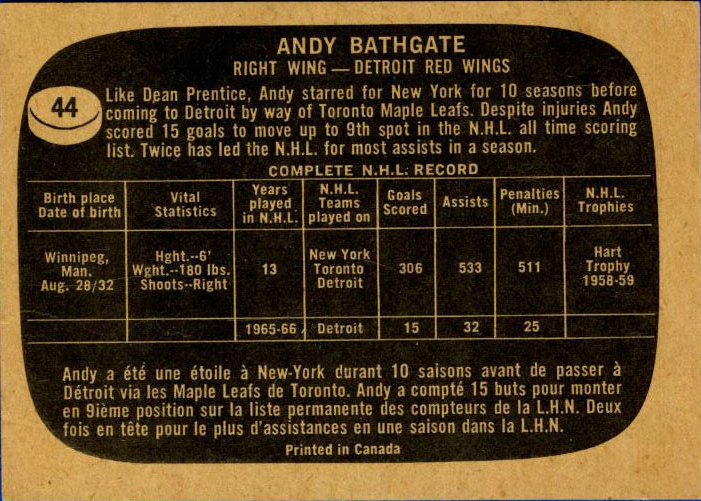 ANDY BATHGATE
RIGHT WING — DETROIT RED WINGS
44
Like Dean Prentice, Andy starred for New York for 10 seasons before
coming to Detroit by way of Toronto Maple Leafs. Despite injuries Andy
scored 15 goals to move up to 9th spot in the N.H.L. all time scoring
list. Twice has led the N.H.L. for most assists in a season.
COMPLETE N.H.L. RECORD
Birth place
Date of birth
Vital
Statistics
Years
played
in N.H.L.
N.H.L.
Teams
played on
Goals
Scored
Assists
Penalties
(Min.)
N.H.L.
Trophies
Winnipeg,
Man.
Aug. 28/32
Hght.--6'
Wght.--180 lbs.
Shoots--Right
13
New York
Toronto
Detroit
306
533
511
Hart
Trophy
1958-59
1965-66 Detroit 15 32 25
Andy a été une étoile à New-York durant 10 saisons avant de passer à
Détroit via les Maple Leafs de Toronto. Andy a compté 15 buts pour monter
en 9ième position sur la liste permanente des compteurs de la L.H.N. Deux
fois en tête pour le plus d'assistances en une saison dans la L.H.N.
Printed in Canada